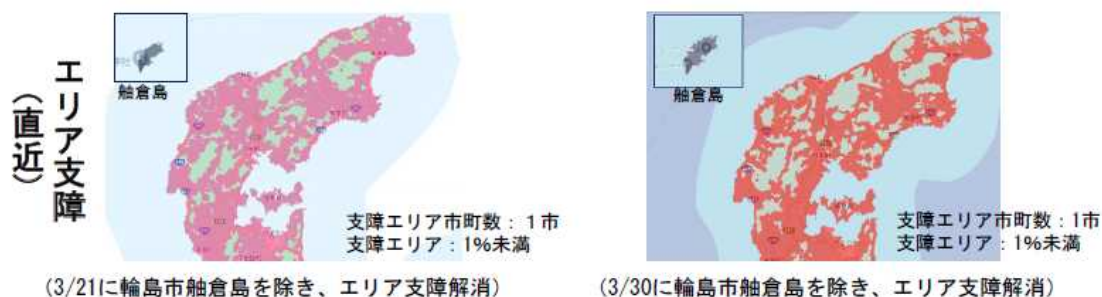 エリア支障
(直近)
舳倉島
支障エリア市町数：１市
支障エリア：1%未満
(3/21に輪島市舳倉島を除き、エリア支障解消)
舳倉島
支障エリア市町数：1市
支障エリア：1%未満
(3/30に輪島市舳倉島を除き、エリア支障解消)